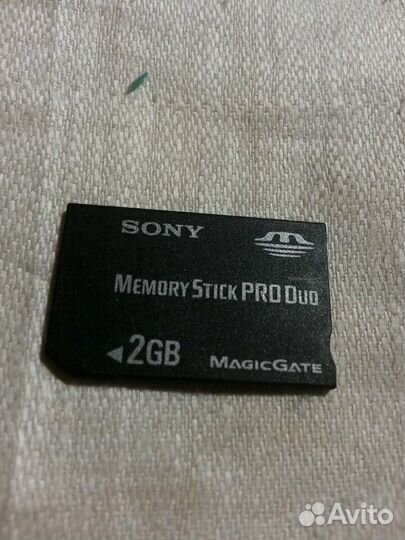 SONY
MEMORY STICK PRO DUO
2GB
MAGICGATE
Avito